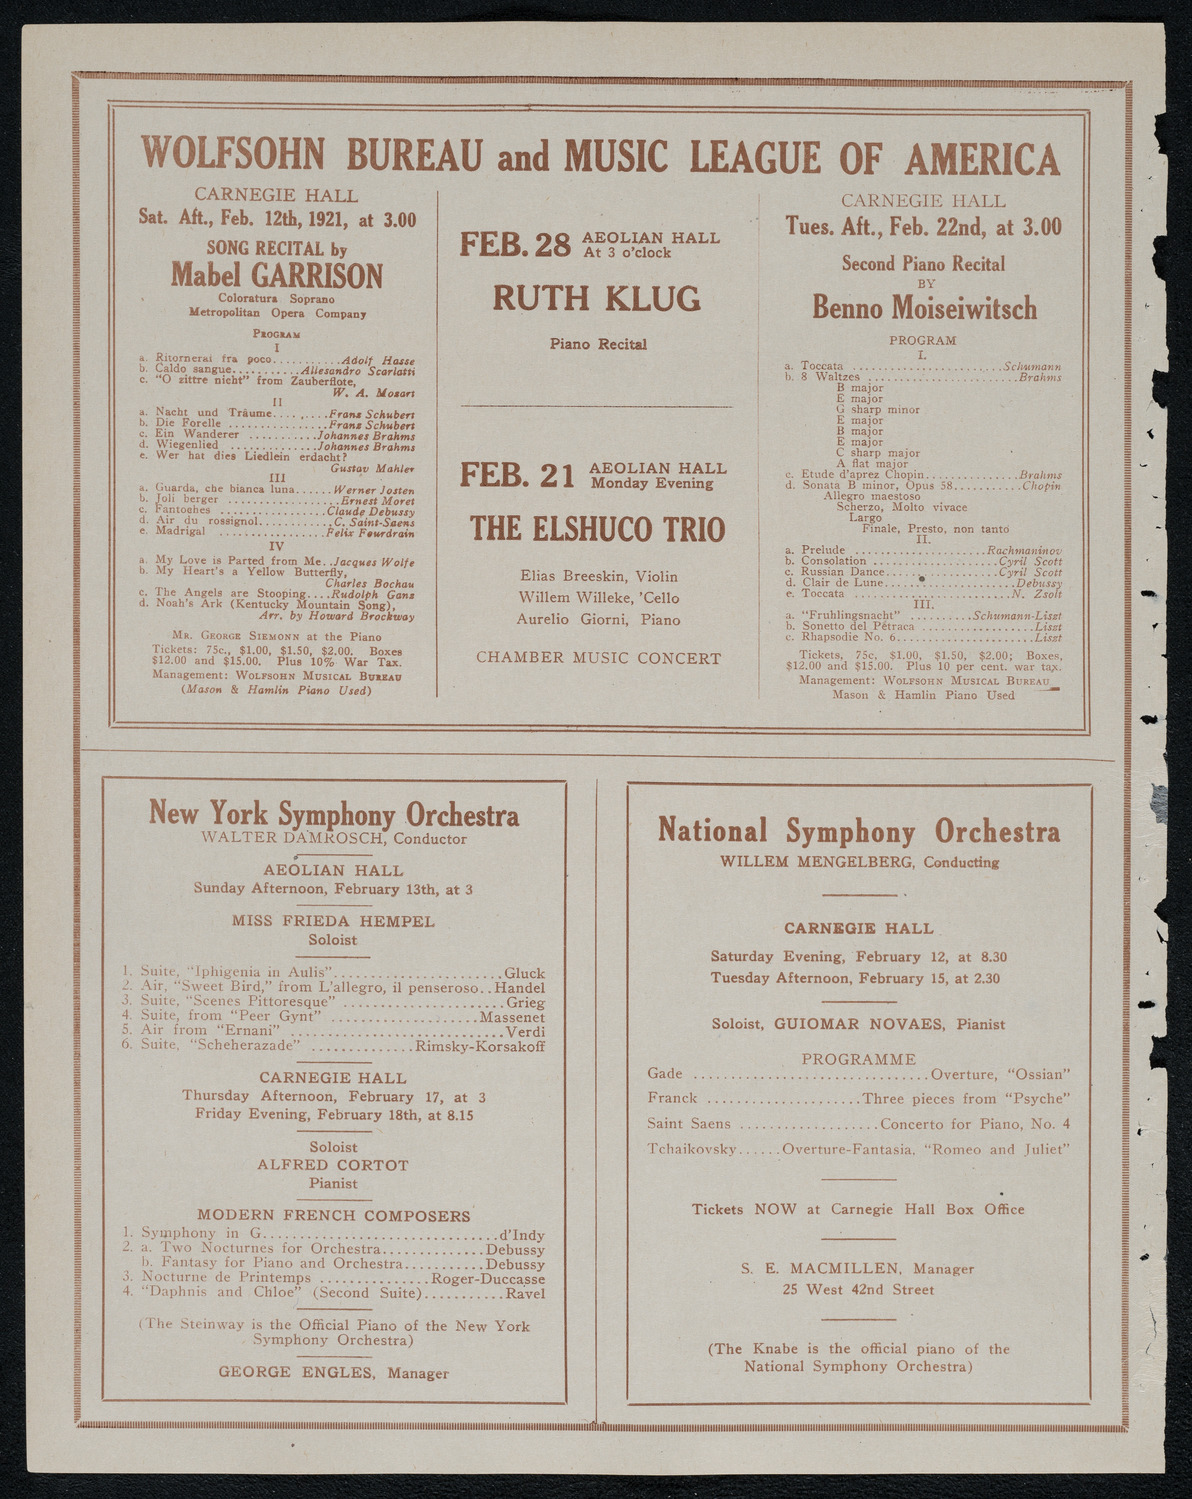 WOLFSOHN BUREAU and MUSIC LEAGUE OF AMERICA
CARNEGIE HALL
Sat. Aft., Feb. 12th, 1921, at 3.00
SONG RECITAL by
Mabel GARRISON
Coloratura Soprano
Metropolitan Opera Company
PROGRAM
I
a. Ritornerai fra poco...........Adolf Hasse
b. Caldo sangue...........Allesandro Scarlatti
c. "O zittre nicht" from Zauberflote,
W. A. Mozart
II
a. Nacht und Träume.........Franz Schubert
b. Die Forelle ................Franz Schubert
c. Ein Wanderer ...........Johannes Brahms
d. Wiegenlied ..............Johannes Brahms
e. Wer hat dies Liedlein erdacht?
Gustav Mahler
III
a. Guarda, che bianca luna......Werner Josten
b. Joli berger ..................Ernest Moret
c. Fantoches ..................Claude Debussy
d. Air du rossignol............C. Saint-Saens
e. Madrigal .................Felix Fourdrain
IV
a. My Love is Parted from Me..Jacques Wolfe
b. My Heart's a Yellow Butterfly,
Charles Bochau
c. The Angels are Stooping....Rudolph Ganz
d. Noah's Ark (Kentucky Mountain Song),
Arr. by Howard Brockway
MR. GEORGE SIEMONN at the Piano
Tickets: 75c., $1.00, $1.50, $2.00. Boxes
$12.00 and $15.00. Plus 10% War Tax.
Management: WOLFSOHN MUSICAL BUREAU
(Mason & Hamlin Piano Used)
FEB. 28 AEOLIAN HALL
At 3 o'clock
RUTH KLUG
Piano Recital
FEB. 21 AEOLIAN HALL
Monday Evening
THE ELSHUCO TRIO
Elias Breeskin, Violin
Willem Willeke, 'Cello
Aurelio Giorni, Piano
CHAMBER MUSIC CONCERT
CARNEGIE HALL
Tues. Aft., Feb. 22nd, at 3.00
Second Piano Recital
BY
Benno Moiseiwitsch
PROGRAM
I.
a. Toccata ........................Schumann
b. 8 Waltzes ........................Brahms
B major
E major
G sharp minor
E major
B major
E major
C sharp major
A flat major
c. Etude d'aprez Chopin...............Brahms
d. Sonata B minor, Opus 58...........Chopin
Allegro maestoso
Scherzo, Molto vivace
Largo
Finale, Presto, non tanto
II.
a. Prelude .....................Rachmaninov
b. Consolation ....................Cyril Scott
c. Russian Dance..................Cyril Scott
d. Clair de Lune.....................Debussy
e. Toccata .........................N. Zsolt
III.
a. "Fruhlingsnacht" ..........Schumann-Liszt
b. Sonetto del Pétraca ..................Liszt
c. Rhapsodie No. 6......................Liszt
Tickets, 75c, $1.00, $1.50, $2.00; Boxes,
$12.00 and $15.00. Plus 10 per cent. war tax.
Management: WOLFSOHN MUSICAL BUREAU
Mason & Hamlin Piano Used
New York Symphony Orchestra
WALTER DAMROSCH, Conductor
AEOLIAN HALL
Sunday Afternoon, February 13th, at 3
MISS FRIEDA HEMPEL
Soloist
1. Suite, "Iphigenia in Aulis"......................Gluck
2. Air, "Sweet Bird," from L'allegro, il penseroso..Handel
3. Suite, "Scenes Pittoresque" .....................Grieg
4. Suite, from "Peer Gynt" ...................Massenet
5. Air from "Ernani" ............................Verdi
6. Suite, "Scheherazade" .............Rimsky-Korsakoff
CARNEGIE HALL
Thursday Afternoon, February 17, at 3
Friday Evening, February 18th, at 8.15
Soloist
ALFRED CORTOT
Pianist
MODERN FRENCH COMPOSERS
1. Symphony in G..............................d'Indy
2. a. Two Nocturnes for Orchestra.............Debussy
b. Fantasy for Piano and Orchestra..........Debussy
3. Nocturne de Printemps ..............Roger-Duccasse
4. "Daphnis and Chloe" (Second Suite)...........Ravel
(The Steinway is the Official Piano of the New York
Symphony Orchestra)
GEORGE ENGLES, Manager
National Symphony Orchestra
WILLEM MENGELBERG, Conducting
CARNEGIE HALL
Saturday Evening, February 12, at 8.30
Tuesday Afternoon, February 15, at 2.30
Soloist, GUIOMAR NOVAES, Pianist
PROGRAMME
Gade ...............................Overture, "Ossian"
Franck ....................Three pieces from "Psyche"
Saint Saens ..................Concerto for Piano, No. 4
Tchaikovsky......Overture-Fantasia, "Romeo and Juliet"
Tickets NOW at Carnegie Hall Box Office
S. E. MACMILLEN, Manager
25 West 42nd Street
(The Knabe is the official piano of the
National Symphony Orchestra)